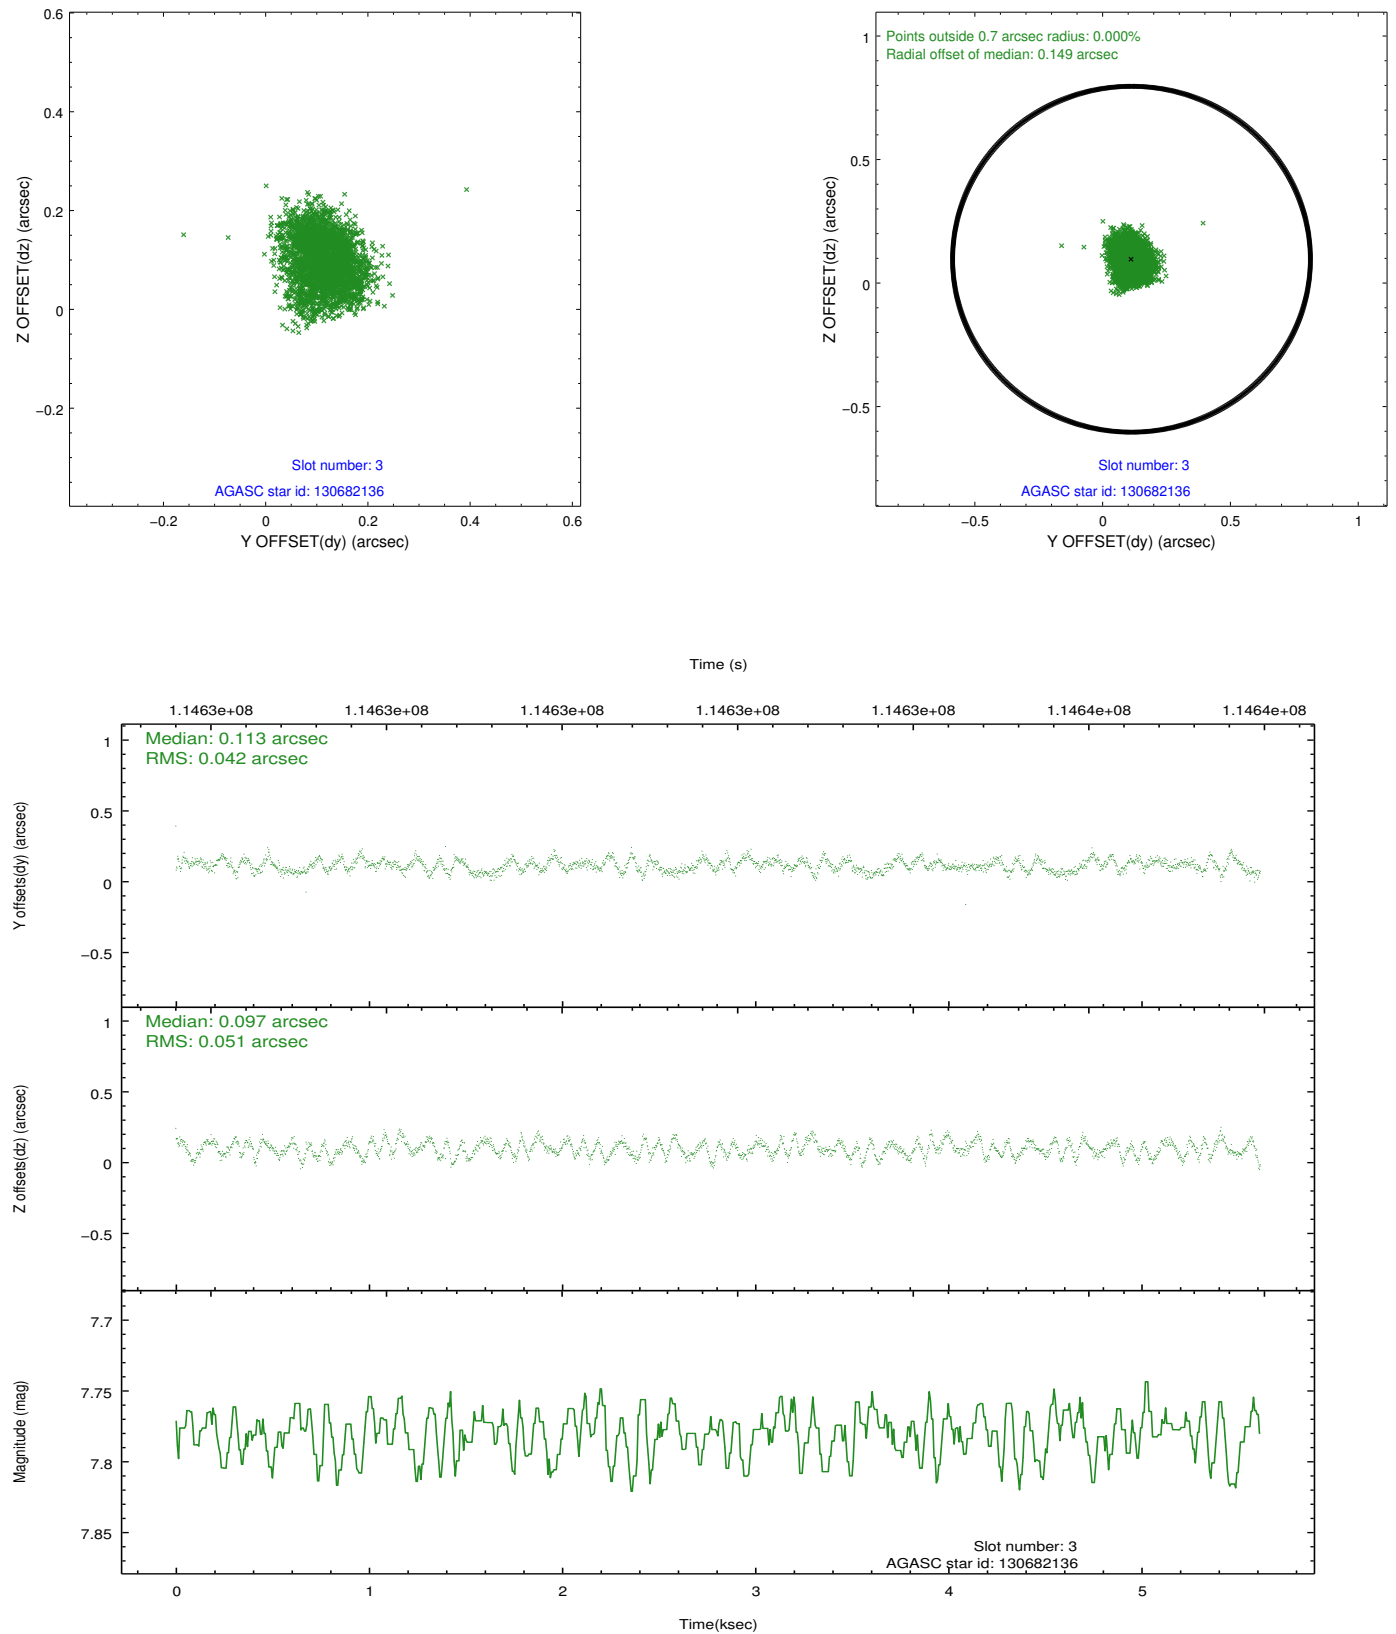 0.6
0.4
0.2
0
−0.2
Z OFFSET(dz) (arcsec)
Slot number: 3
AGASC star id: 130682136
−0.2 0 0.2 0.4 0.6
Y OFFSET(dy) (arcsec)
Points outside 0.7 arcsec radius: 0.000%
Radial offset of median: 0.149 arcsec
1
0.5
0
−0.5
Z OFFSET(dz) (arcsec)
Slot number: 3
AGASC star id: 130682136
−0.5 0 0.5 1
Y OFFSET(dy) (arcsec)
Time (s)
1.1463e+08 1.1463e+08 1.1463e+08 1.1463e+08 1.1463e+08 1.1464e+08 1.1464e+08
Median: 0.113 arcsec
RMS: 0.042 arcsec
1
0.5
0
−0.5
Y offsets(dy) (arcsec)
Median: 0.097 arcsec
RMS: 0.051 arcsec
1
0.5
0
−0.5
Z offsets(dz) (arcsec)
7.7
7.75
7.8
7.85
Magnitude (mag)
Slot number: 3
AGASC star id: 130682136
0 1 2 3 4 5
Time(ksec)